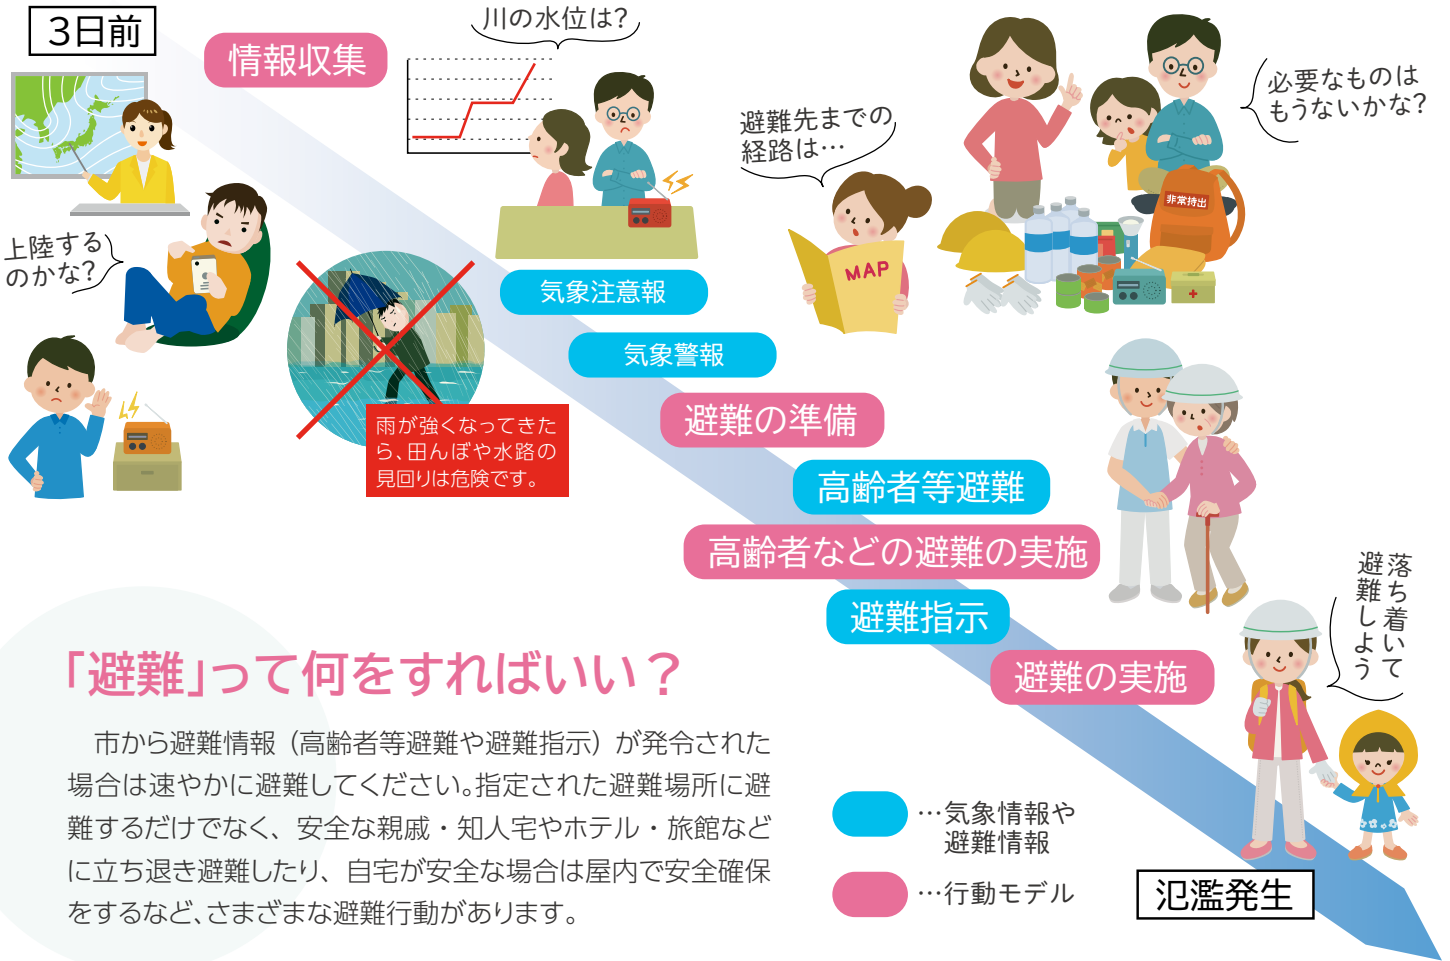 3日前
情報収集
川の水位は?
避難先までの
経路は…
必要なものは
もうないかな?
非常持出
上陸する
のかな?
MAP
気象注意報
気象警報
雨が強くなってきた
ら、田んぼや水路の
見回りは危険です。
避難の準備
高齢者等避難
高齢者などの避難の実施
避難指示
避難の実施
落ち着いて
避難しよう
「避難」って何をすればいい?
市から避難情報(高齢者等避難や避難指示)が発令された
場合は速やかに避難してください。指定された避難場所に避
難するだけでなく、安全な親戚・知人宅やホテル・旅館など
に立ち退き避難したり、自宅が安全な場合は屋内で安全確保
をするなど、さまざまな避難行動があります。
…気象情報や
避難情報
…行動モデル
氾濫発生